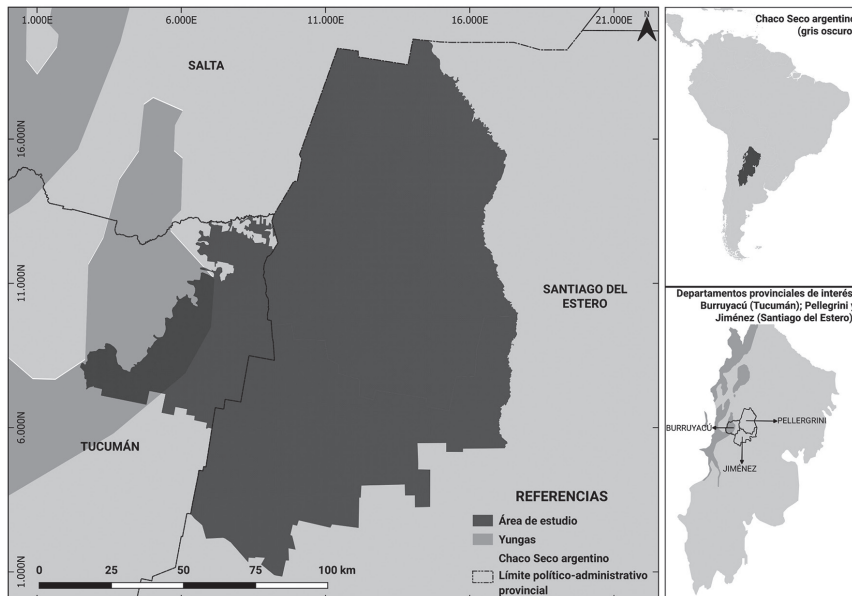 1.000E 6.000E 11.000E 16.000E 21.000E
N
SALTA
16.000N
11.000N
6.000N
1.000N
SANTIAGO DEL
ESTERO
TUCUMÁN
REFERENCIAS
Área de estudio
Yungas
Chaco Seco argentino
Límite político-administrativo
provincial
0 25 50 75 100 km
Chaco Seco argentino
(gris oscuro
Departamentos provinciales de interés
Burruyacú (Tucumán); Pellegrini y
Jiménez (Santiago del Estero)
BURRUYACÚ
PELLERGRINI
JIMÉNEZ